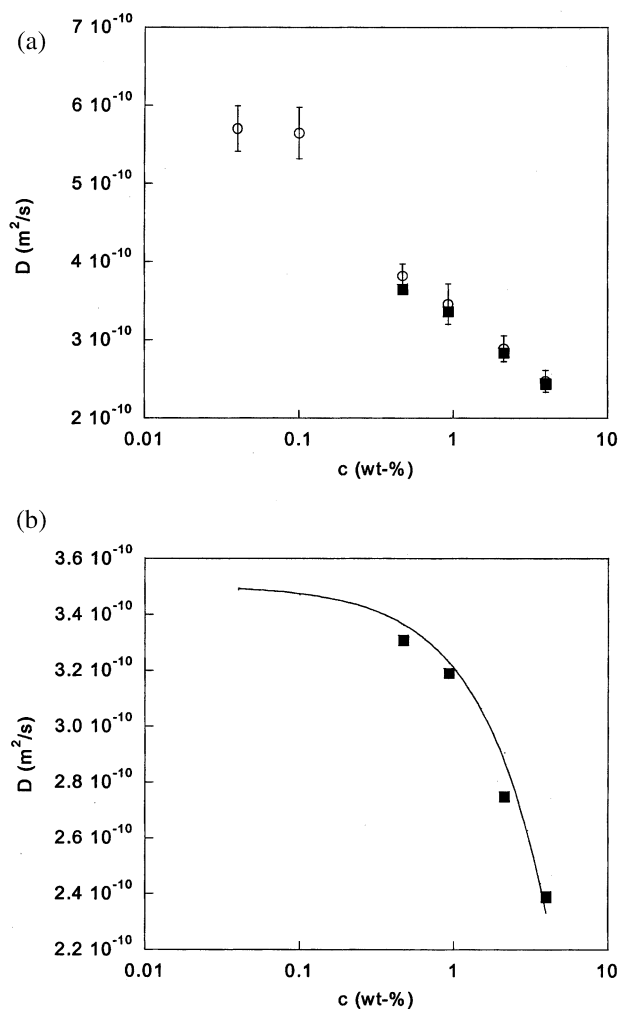 (a)
7 10⁻¹⁰
6 10⁻¹⁰
5 10⁻¹⁰
4 10⁻¹⁰
3 10⁻¹⁰
2 10⁻¹⁰
D (m²/s)
0.01 0.1 1 10
c (wt-%)
(b)
3.6 10⁻¹⁰
3.4 10⁻¹⁰
3.2 10⁻¹⁰
3.0 10⁻¹⁰
2.8 10⁻¹⁰
2.6 10⁻¹⁰
2.4 10⁻¹⁰
2.2 10⁻¹⁰
D (m²/s)
0.01 0.1 1 10
c (wt-%)